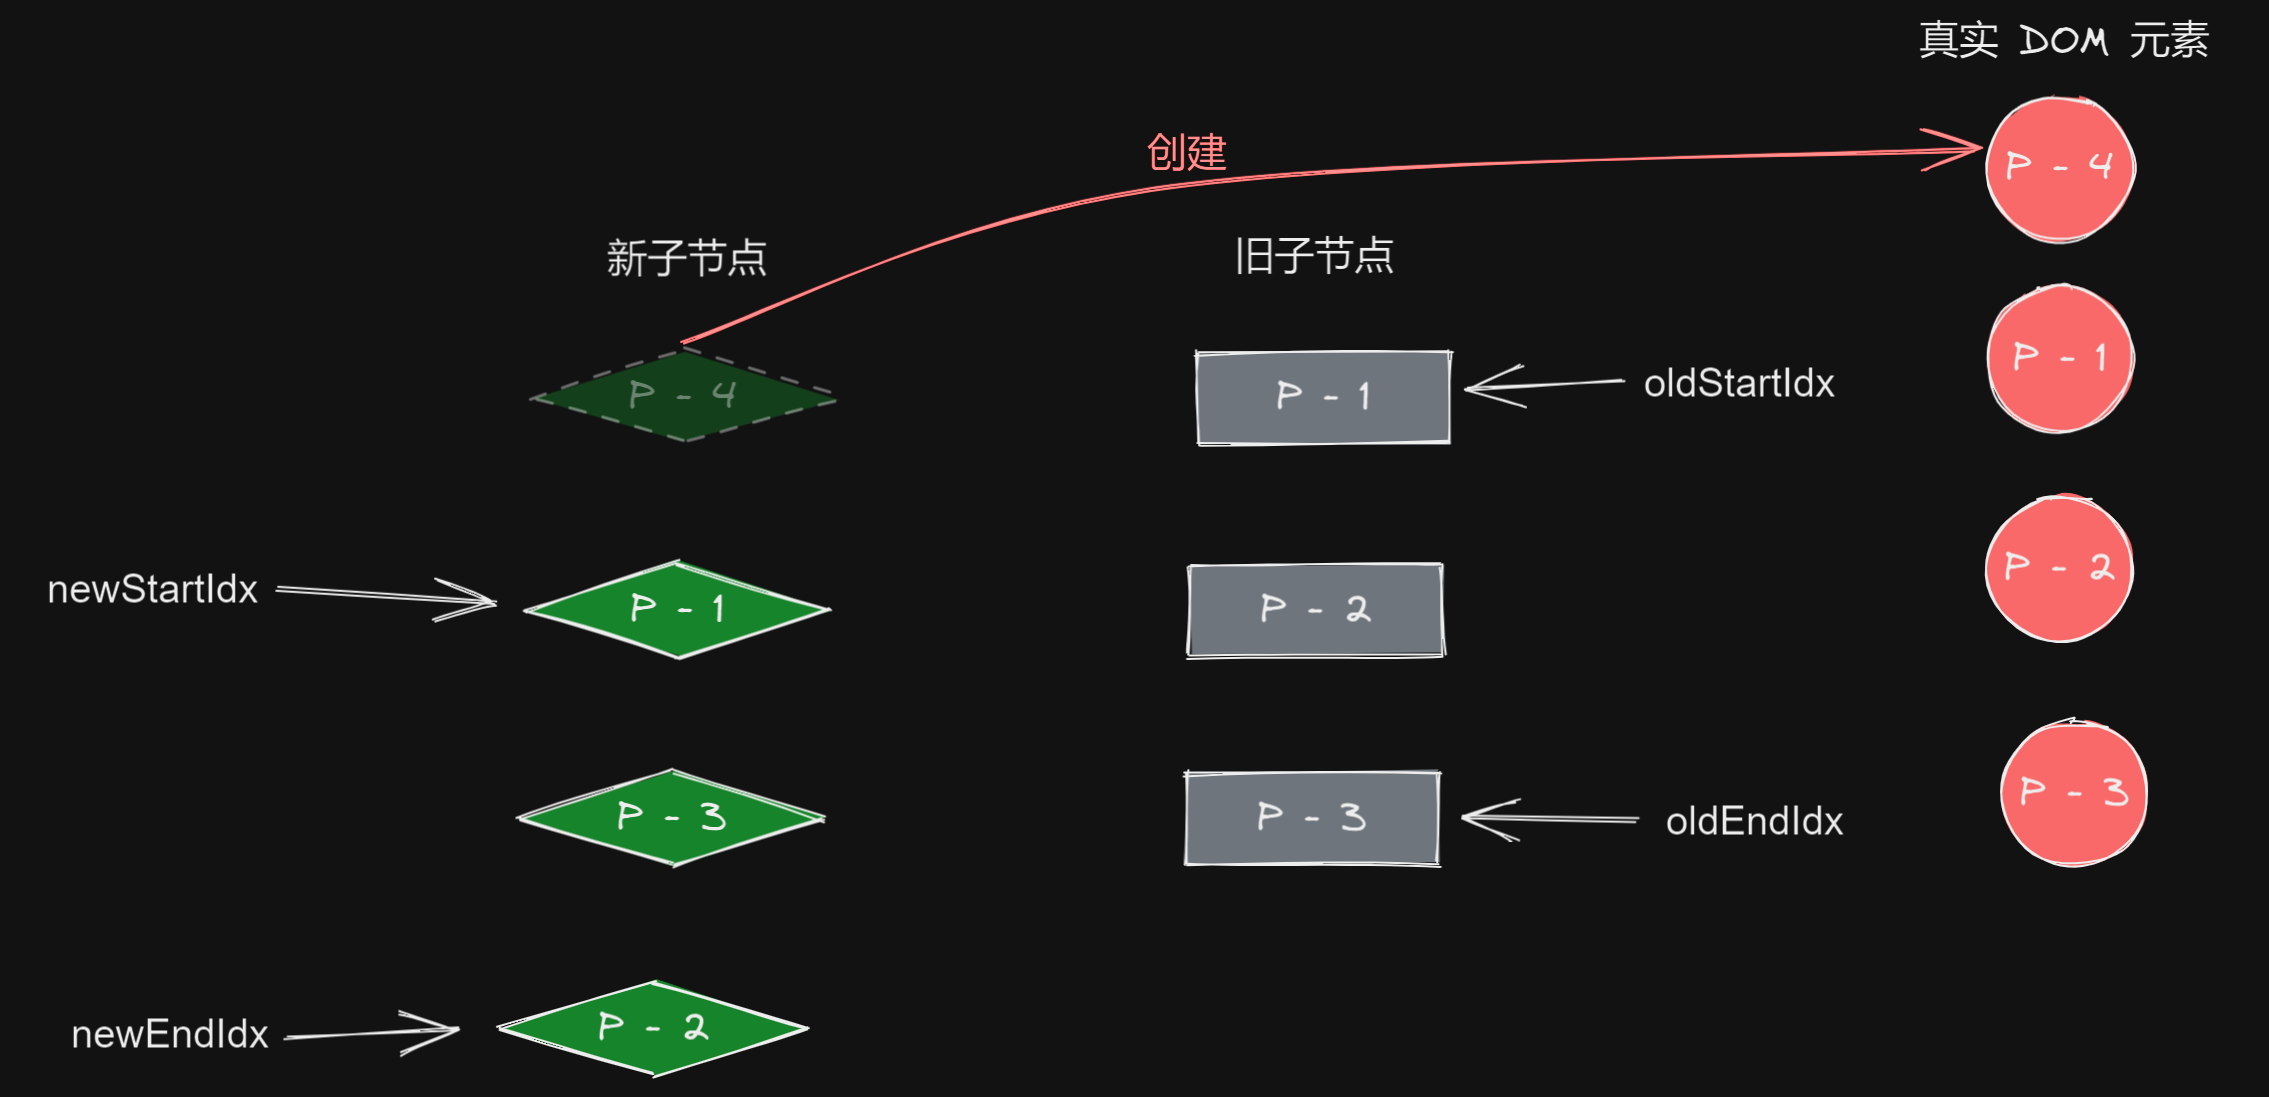 真实 DOM 元素
创建
P - 4
新子节点
旧子节点
P - 4
P - 1
oldStartIdx
P - 1
newStartIdx
P - 1
P - 2
P - 2
P - 3
P - 3
oldEndIdx
P - 3
newEndIdx
P - 2